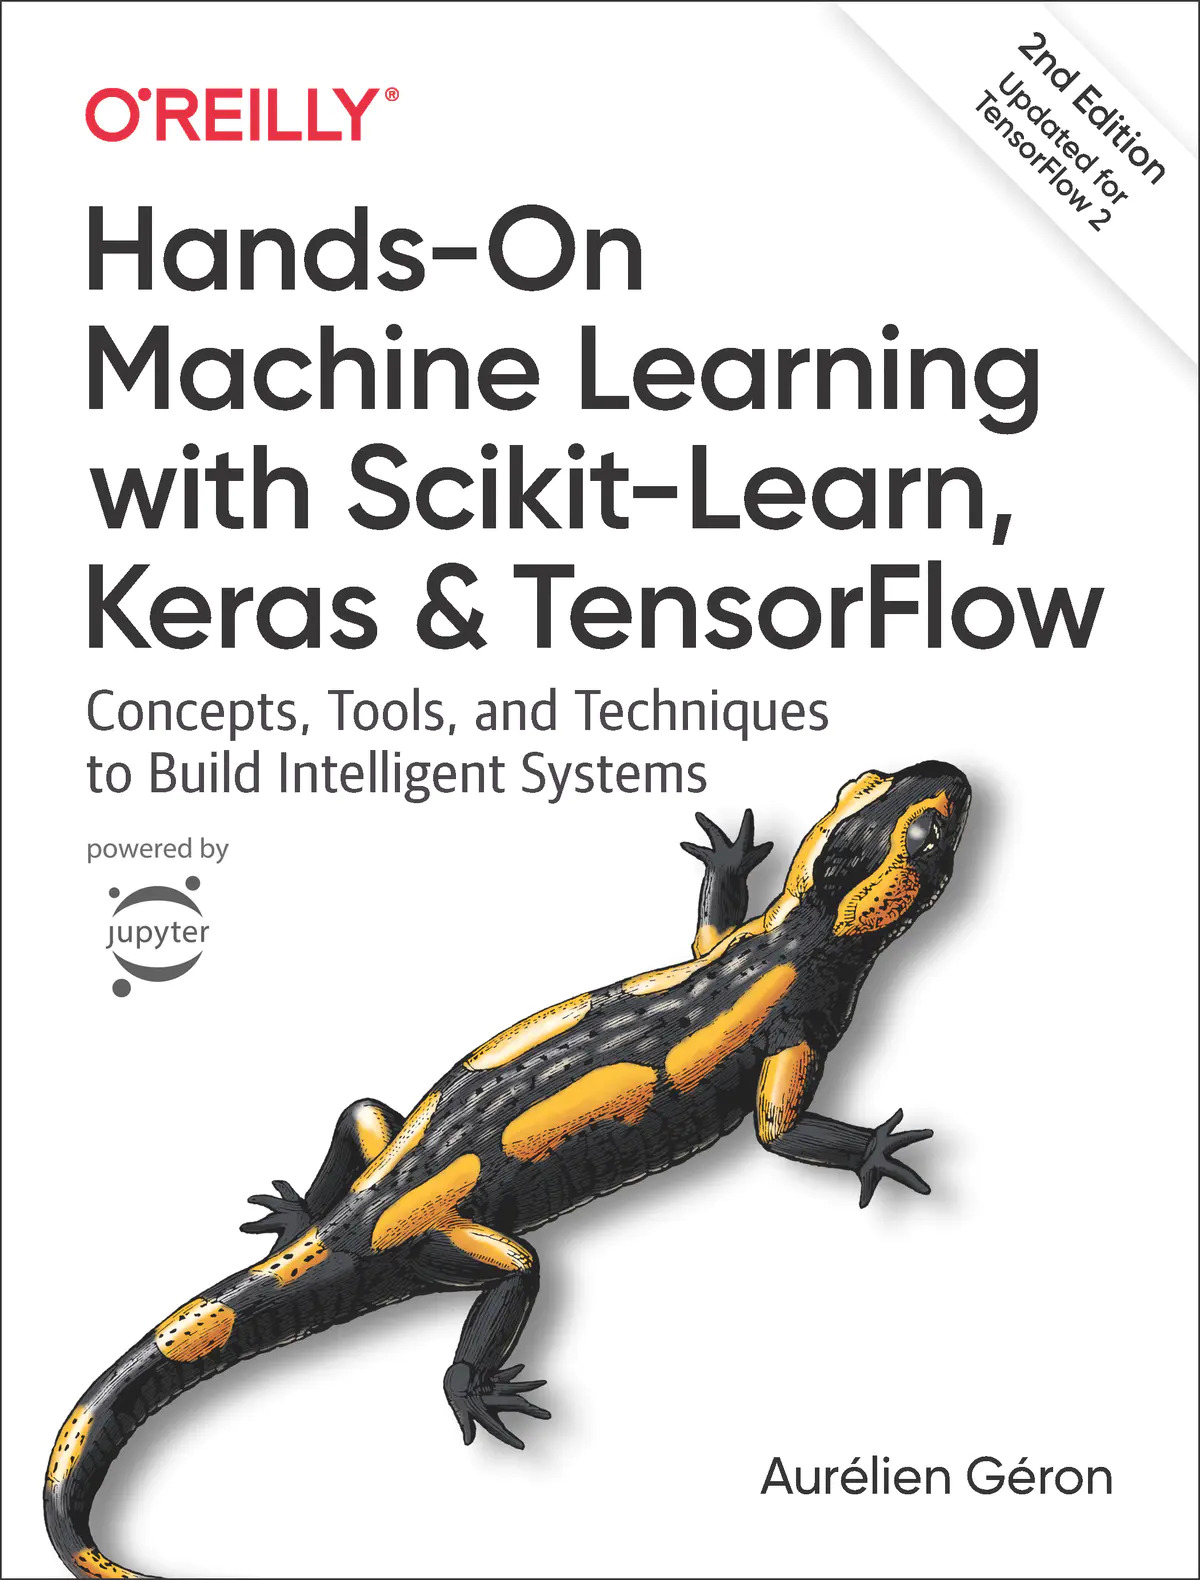 O'REILLY®
2nd Edition
Updated for
TensorFlow 2
Hands-On
Machine Learning
with Scikit-Learn,
Keras & TensorFlow
Concepts, Tools, and Techniques
to Build Intelligent Systems
powered by
jupyter
Aurélien Géron